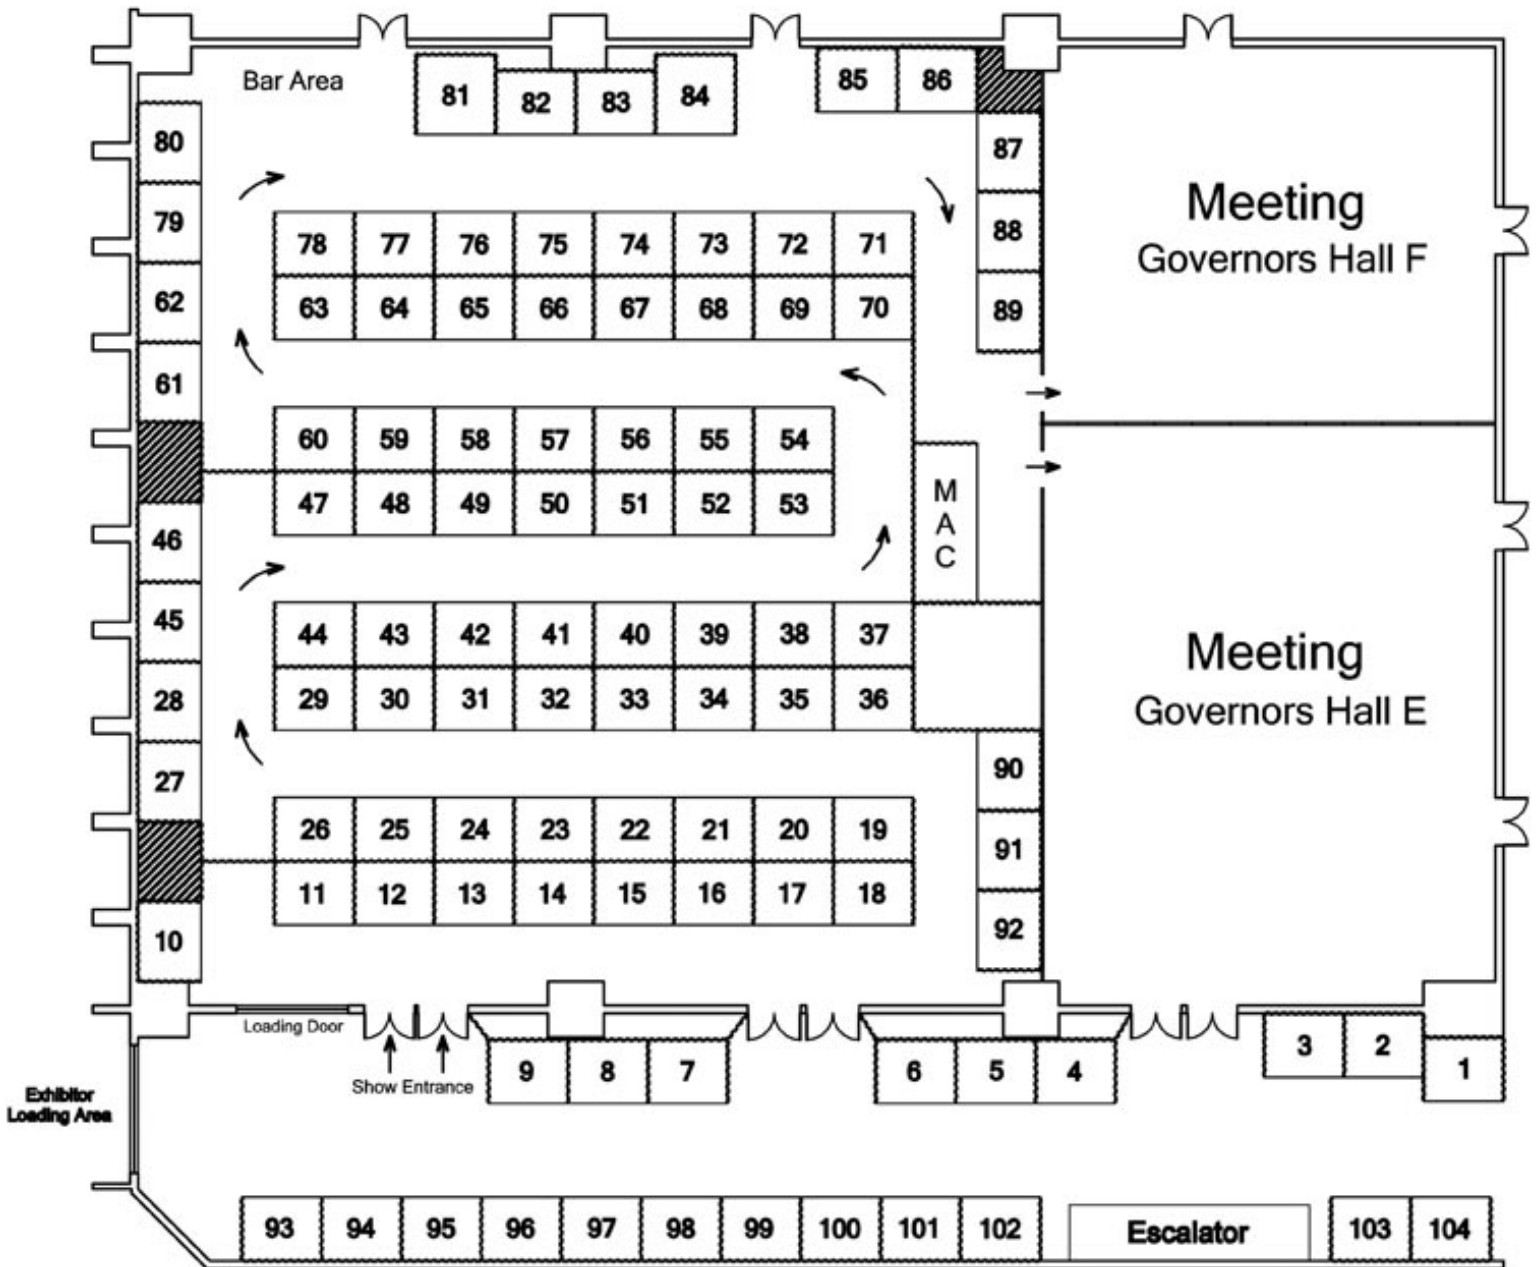 Bar Area
81
82
83
84
85
86
80
79
62
61
46
45
28
27
10
87
88
89
78 77 76 75 74 73 72 71
63 64 65 66 67 68 69 70
60 59 58 57 56 55 54
47 48 49 50 51 52 53
M
A
C
44 43 42 41 40 39 38 37
29 30 31 32 33 34 35 36
26 25 24 23 22 21 20 19
11 12 13 14 15 16 17 18
90
91
92
Meeting
Governors Hall F
Meeting
Governors Hall E
Loading Door
Show Entrance
9 8 7
6 5 4
3 2
1
Exhibitor
Loading Area
93 94 95 96 97 98 99 100 101 102
Escalator
103 104